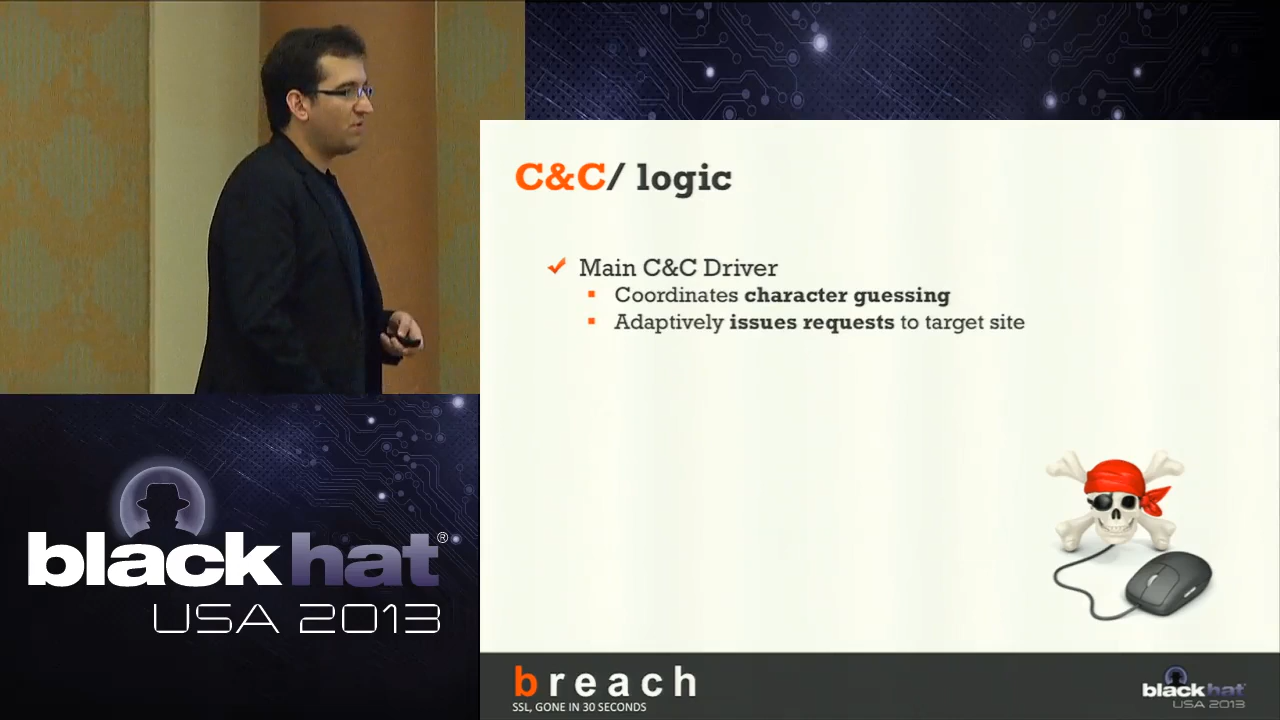 C&C/ logic
Main C&C Driver
Coordinates character guessing
Adaptively issues requests to target site
breach
SSL, GONE IN 30 SECONDS
black hat
USA 2013
black hat®
USA 2013